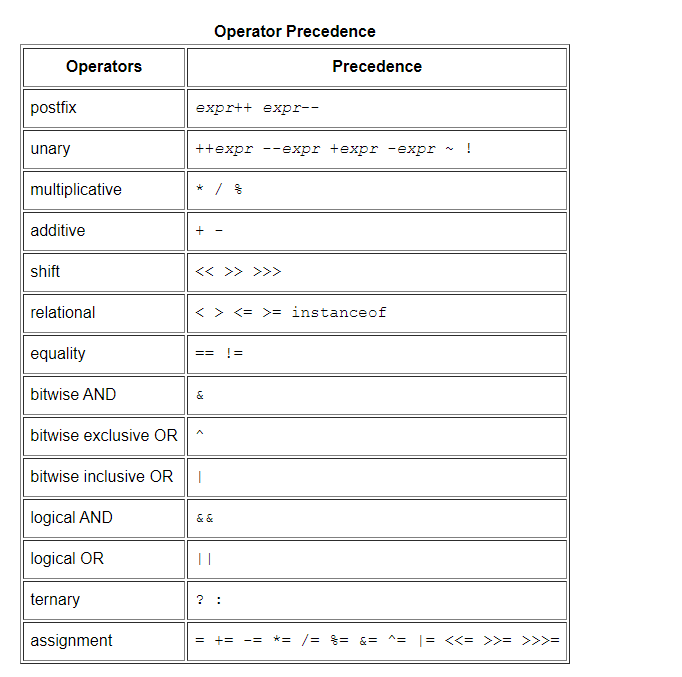 Operator Precedence
Operators Precedence
postfix expr++ expr--
unary ++expr --expr +expr -expr ~ !
multiplicative * / %
additive + -
shift << >> >>>
relational < > <= >= instanceof
equality == !=
bitwise AND &
bitwise exclusive OR ^
bitwise inclusive OR |
logical AND &&
logical OR ||
ternary ? :
assignment = += -= *= /= %= &= ^= |= <<= >>= >>>=